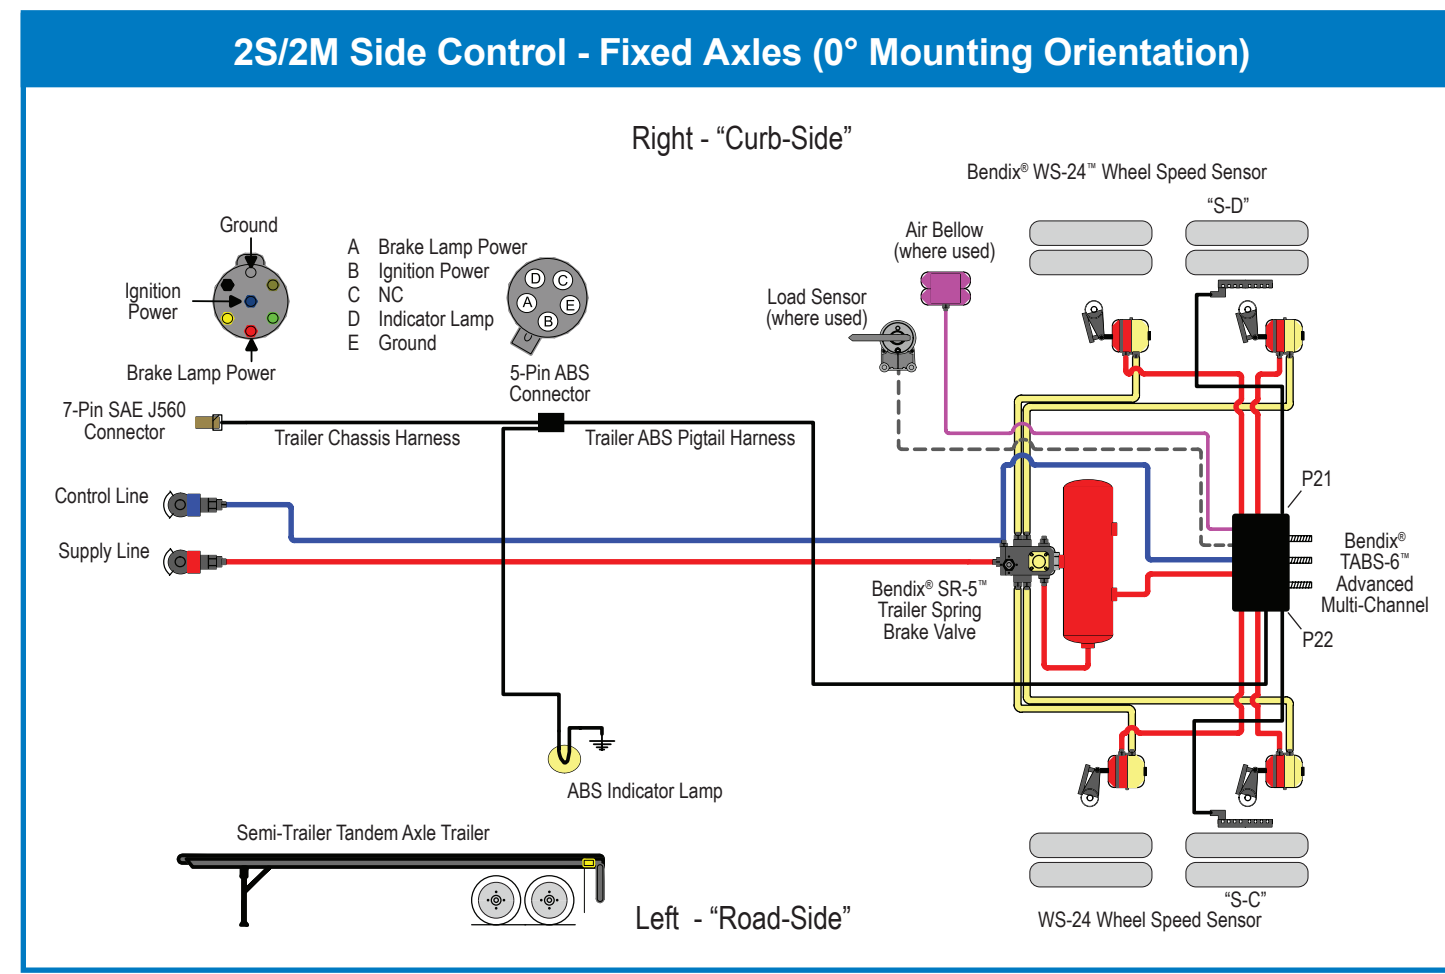 2S/2M Side Control - Fixed Axles (0° Mounting Orientation)
Right - “Curb-Side”
Bendix® WS-24™ Wheel Speed Sensor
“S-D”
Ground
Ignition
Power
Brake Lamp Power
A Brake Lamp Power
B Ignition Power
C NC
D Indicator Lamp
E Ground
D
C
A
E
B
5-Pin ABS
Connector
Air Bellow
(where used)
Load Sensor
(where used)
7-Pin SAE J560
Connector
Trailer Chassis Harness
Trailer ABS Pigtail Harness
Control Line
Supply Line
P21
Bendix®
TABS-6™
Advanced
Multi-Channel
P22
Bendix® SR-5™
Trailer Spring
Brake Valve
ABS Indicator Lamp
Semi-Trailer Tandem Axle Trailer
Left - “Road-Side”
“S-C”
WS-24 Wheel Speed Sensor